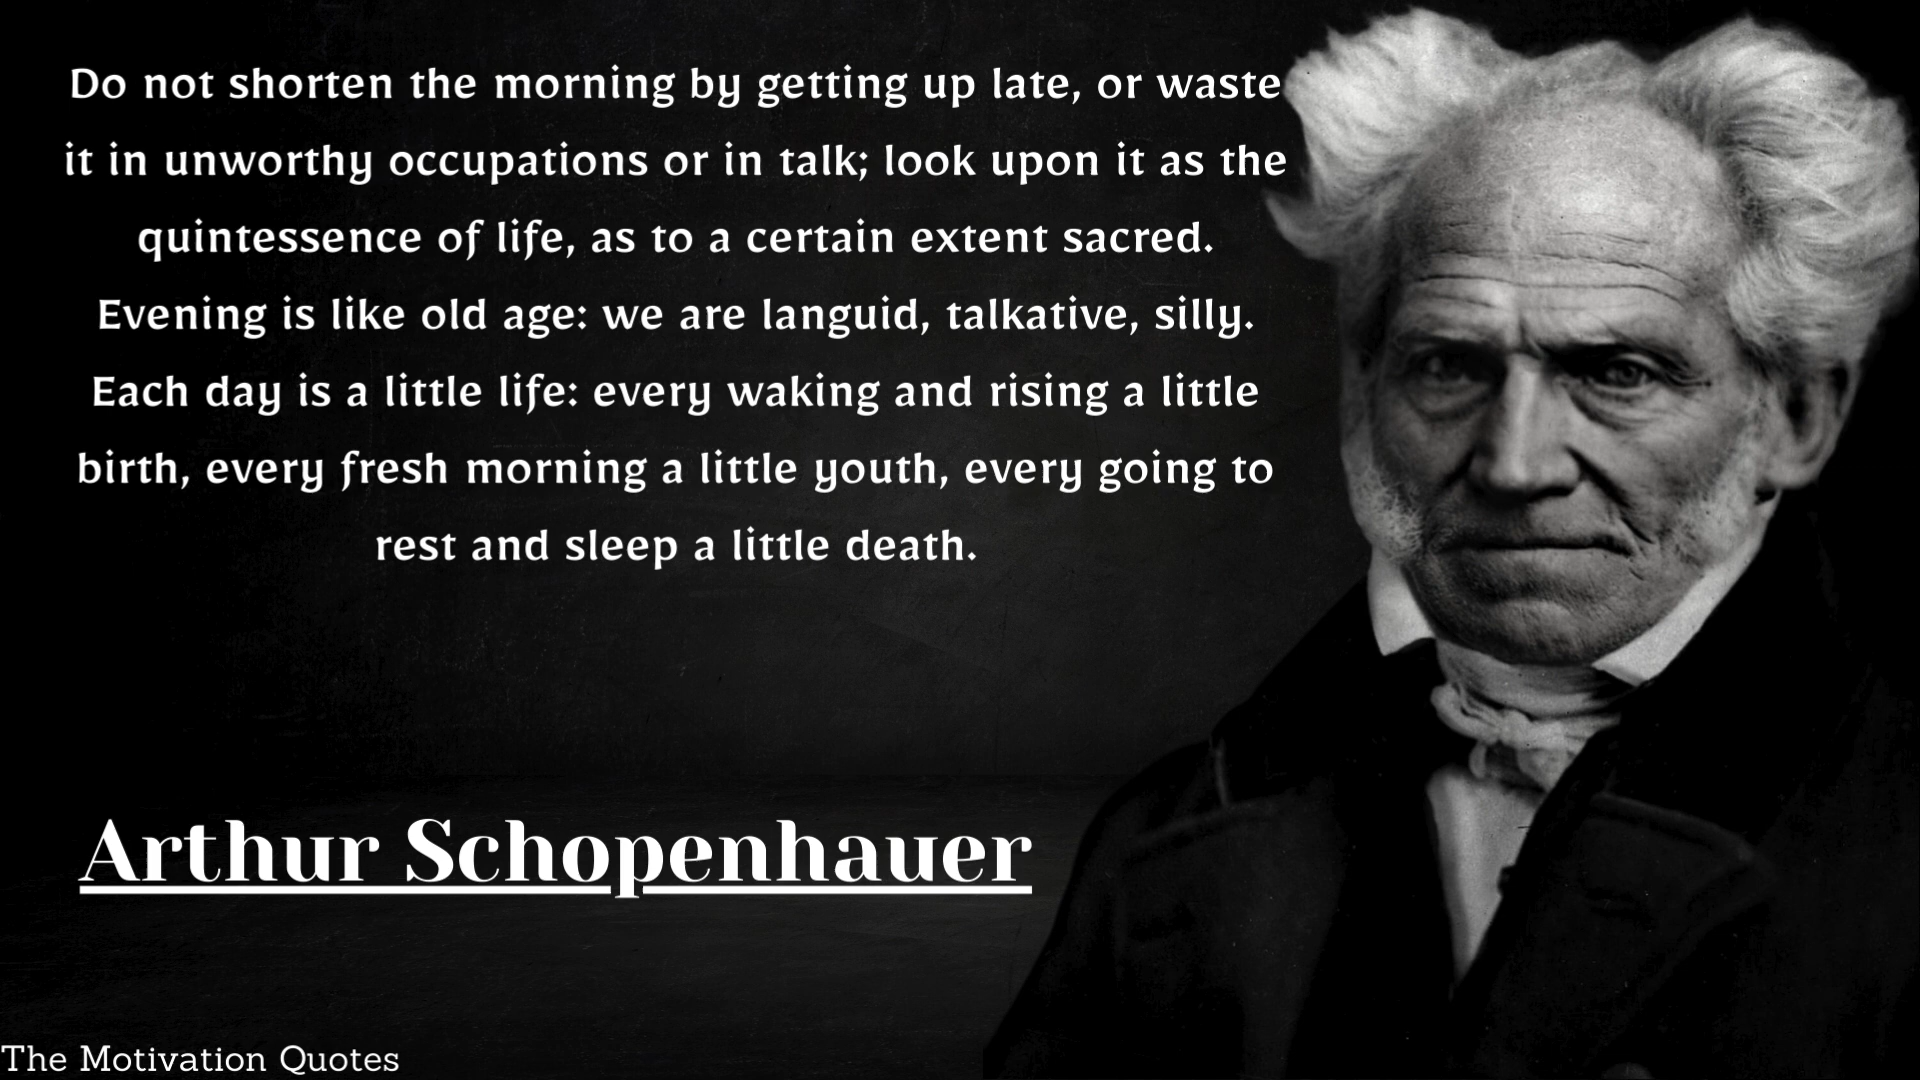 Do not shorten the morning by getting up late, or waste
it in unworthy occupations or in talk; look upon it as the
quintessence of life, as to a certain extent sacred.
Evening is like old age: we are languid, talkative, silly.
Each day is a little life: every waking and rising a little
birth, every fresh morning a little youth, every going to
rest and sleep a little death.
Arthur Schopenhauer
The Motivation Quotes